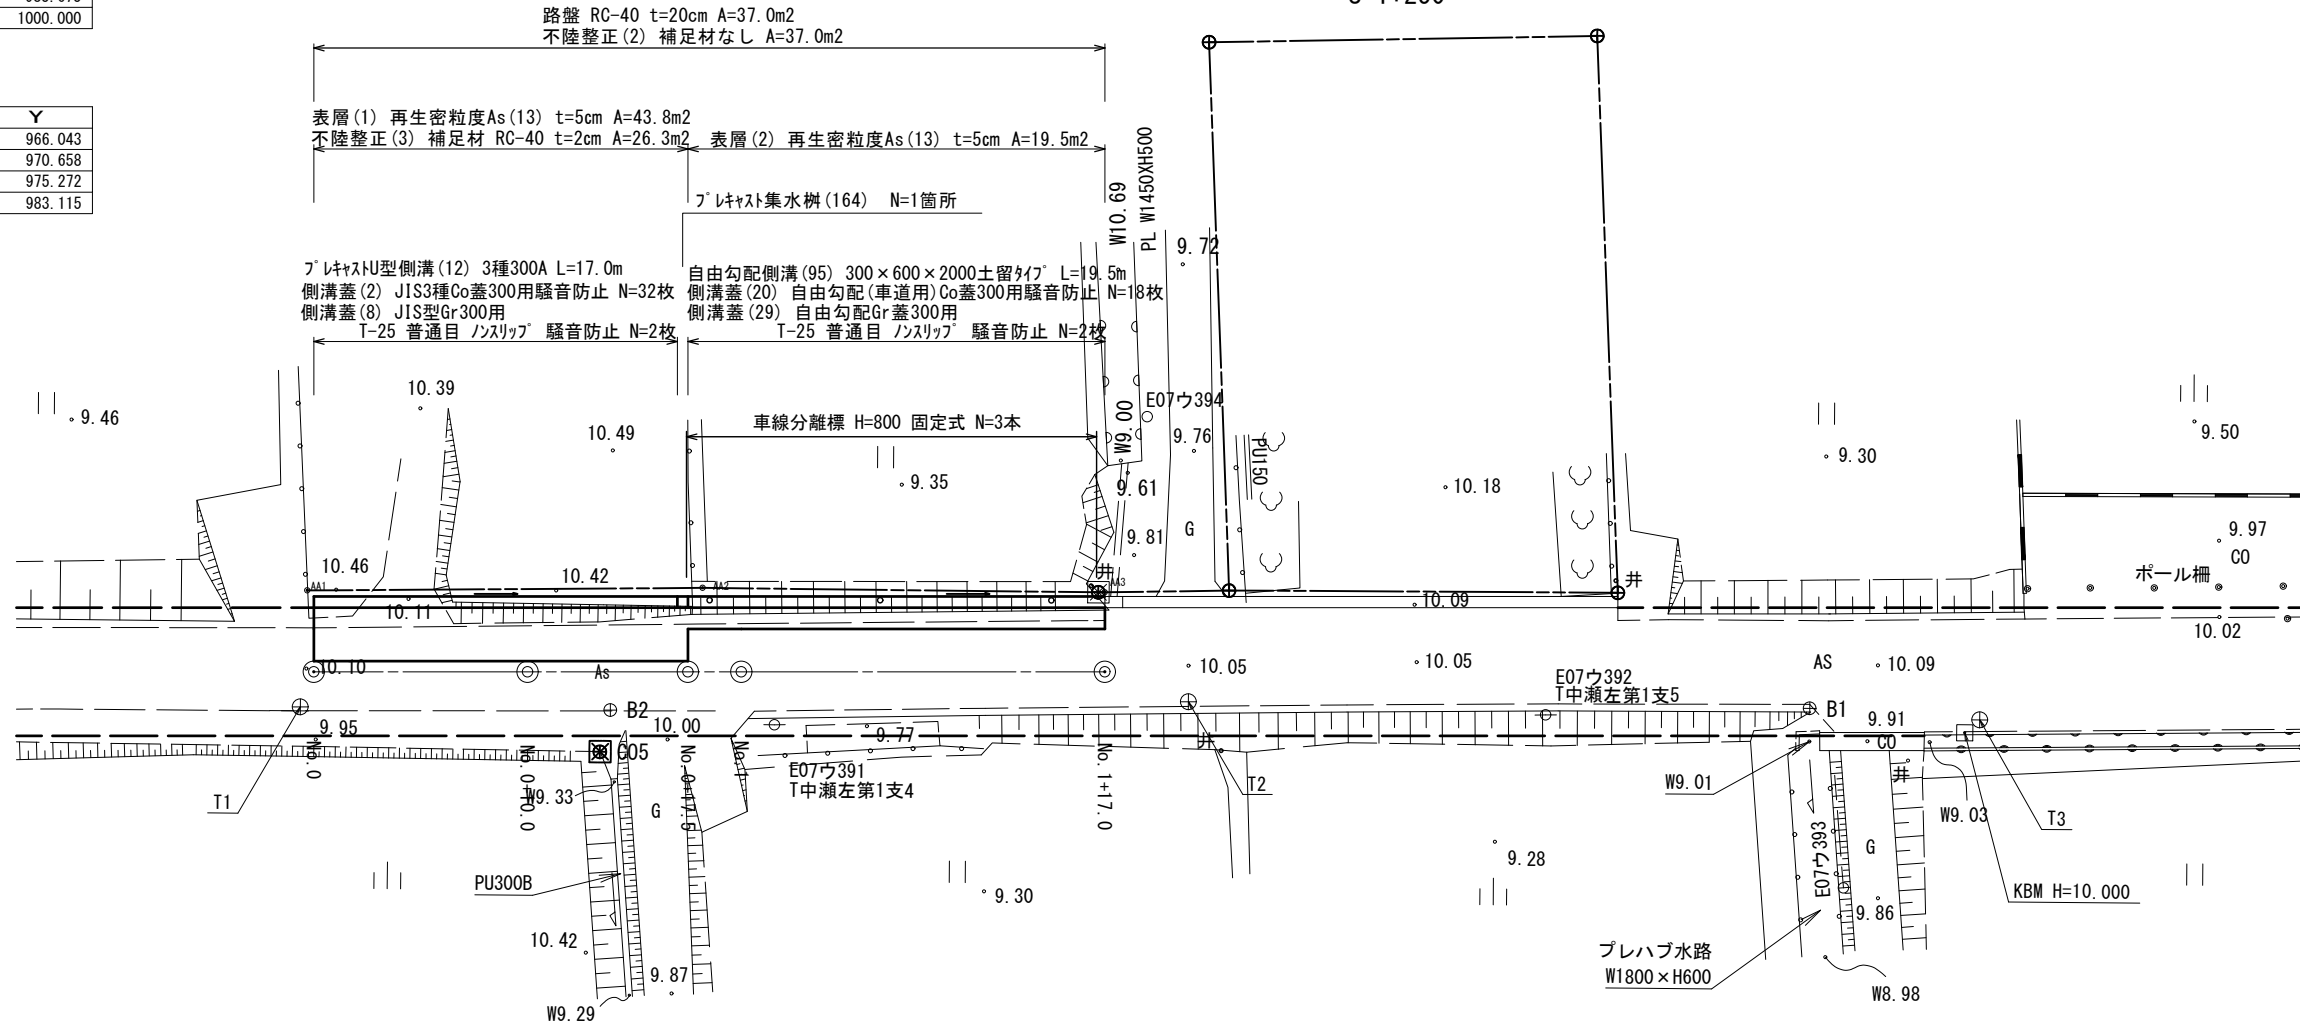 1000.000
Y
966.043
970.658
975.272
983.115
路盤 RC-40 t=20cm A=37.0m2
不陸整正(2) 補足材なし A=37.0m2
表層(1) 再生密粒度As(13) t=5cm A=43.8m2
不陸整正(3) 補足材 RC-40 t=2cm A=26.3m2
表層(2) 再生密粒度As(13) t=5cm A=19.5m2
プレキャスト集水桝(164) N=1箇所
プレキャストU型側溝(12) 3種300A L=17.0m
側溝蓋(2) JIS3種Co蓋300用騒音防止 N=32枚
側溝蓋(8) JIS型Gr300用
T-25 普通目 ノンスリップ 騒音防止 N=2枚
自由勾配側溝(95) 300×600×2000土留タイプ L=19.5m
側溝蓋(20) 自由勾配(車道用)Co蓋300用騒音防止 N=18枚
側溝蓋(29) 自由勾配Gr蓋300用
T-25 普通目 ノンスリップ 騒音防止 N=2枚
車線分離標 H=800 固定式 N=3本
W10.69
PL W1450XH500
9.72
E07ウ394
W9.00
9.76
9.61
9.81
G
PU150
10.18
9.46
10.39
10.49
9.35
9.30
9.50
9.97
CO
ポール柵
10.46
AA1
10.42
AA2
AA3
井
井
10.11
10.09
10.02
10.10
As
10.05
10.05
AS
10.09
E07ウ392
T中瀬左第1支5
B2
B1
9.95
10.00
9.77
9.91
CO
C05
No.0
No.0+10.0
No.0+17.5
No.1
No.1+17.0
井
井
E07ウ391
T中瀬左第1支4
T1
T2
T3
W9.33
G
W9.01
W9.03
KBM H=10.000
E07ウ393
G
9.28
9.30
PU300B
9.86
10.42
9.87
W9.29
プレハブ水路
W1800×H600
W8.98